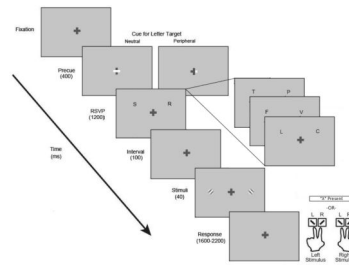 Fixation
Cue for Letter Target
Neutral
Peripheral
Precue
(400)
RSVP
(1200)
S N
T P
F V
L C
Time
(ms)
Interval
(100)
Stimuli
(40)
Response
(1600-2200)
"X" Present
-OR-
L R L R
Left
Stimulus
Right
Stimulus